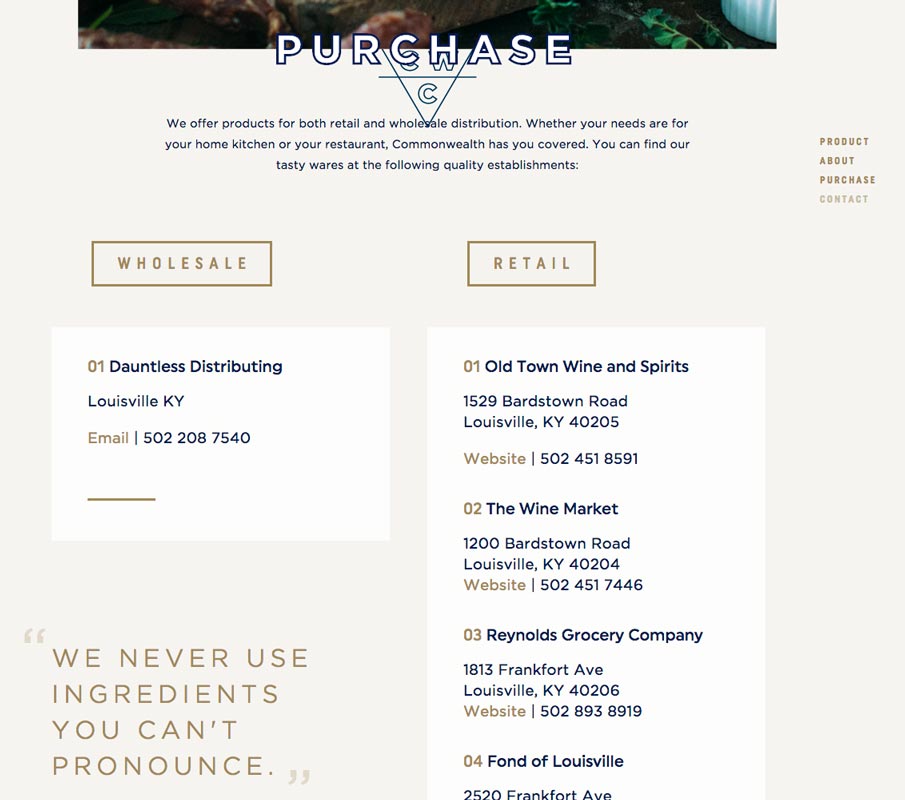 PURCHASE
C W
C
We offer products for both retail and wholesale distribution. Whether your needs are for
your home kitchen or your restaurant, Commonwealth has you covered. You can find our
tasty wares at the following quality establishments:
PRODUCT
ABOUT
PURCHASE
CONTACT
WHOLESALE
01 Dauntless Distributing
Louisville KY
Email | 502 208 7540
“WE NEVER USE
INGREDIENTS
YOU CAN'T
PRONOUNCE.”
RETAIL
01 Old Town Wine and Spirits
1529 Bardstown Road
Louisville, KY 40205
Website | 502 451 8591
02 The Wine Market
1200 Bardstown Road
Louisville, KY 40204
Website | 502 451 7446
03 Reynolds Grocery Company
1813 Frankfort Ave
Louisville, KY 40206
Website | 502 893 8919
04 Fond of Louisville
2520 Frankfort Ave